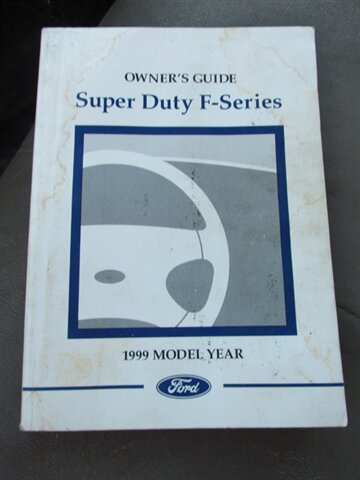 OWNER'S GUIDE
Super Duty F-Series
1999 MODEL YEAR
Ford